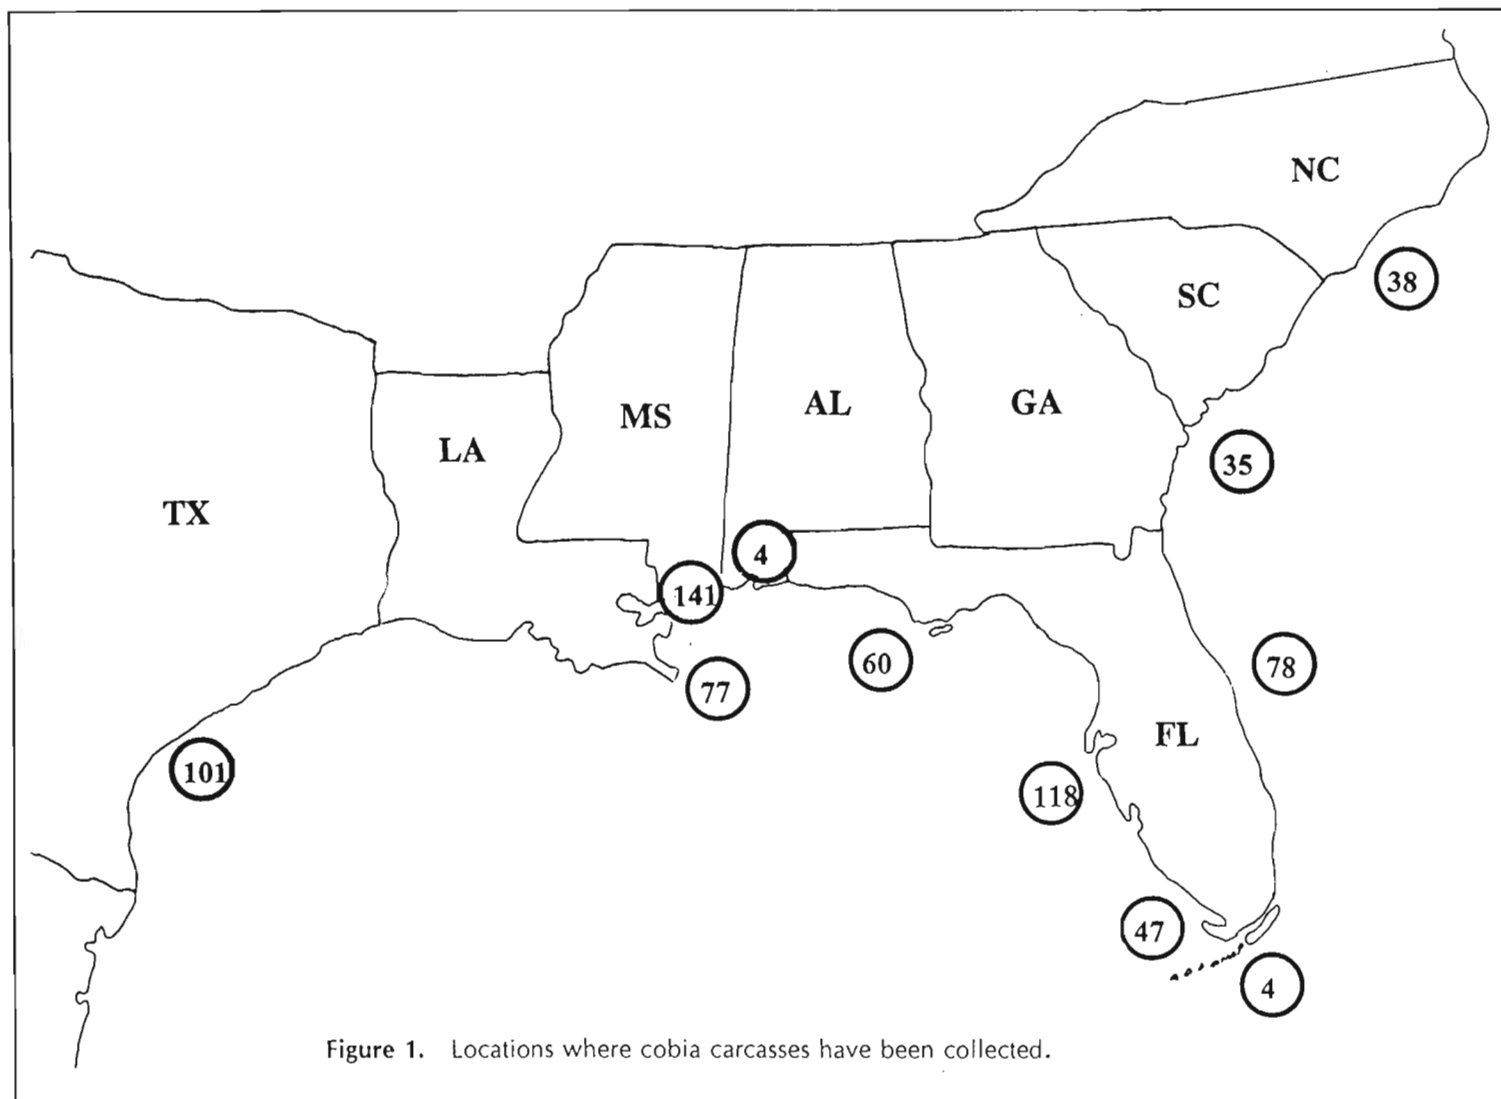 NC
38
SC
MS
AL
GA
LA
35
TX
4
141
60
78
77
FL
101
118
47
4
Figure 1. Locations where cobia carcasses have been collected.